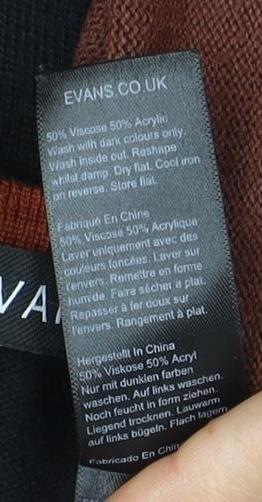 EVANS.CO.UK
50% Viscose 50% Acrylic
Wash with dark colours only.
Wash inside out. Reshape
whilst damp. Dry flat. Cool iron
on reverse. Store flat.
Fabriqué En Chine
50% Viscose 50% Acrylique
Laver uniquement avec des
couleurs foncées. Laver sur
l'envers. Remettre en forme
humide. Faire sécher a plat.
Repasser à fer doux sur
l'envers. Rangement à plat.
Hergestellt In China
50% Viskose 50% Acryl
Nur mit dunklen farben
waschen. Auf links waschen.
Noch feucht in form ziehen.
Liegend trocknen. Lauwarm
auf links bügeln. Flach lagern
Fabricado En Chin
VA